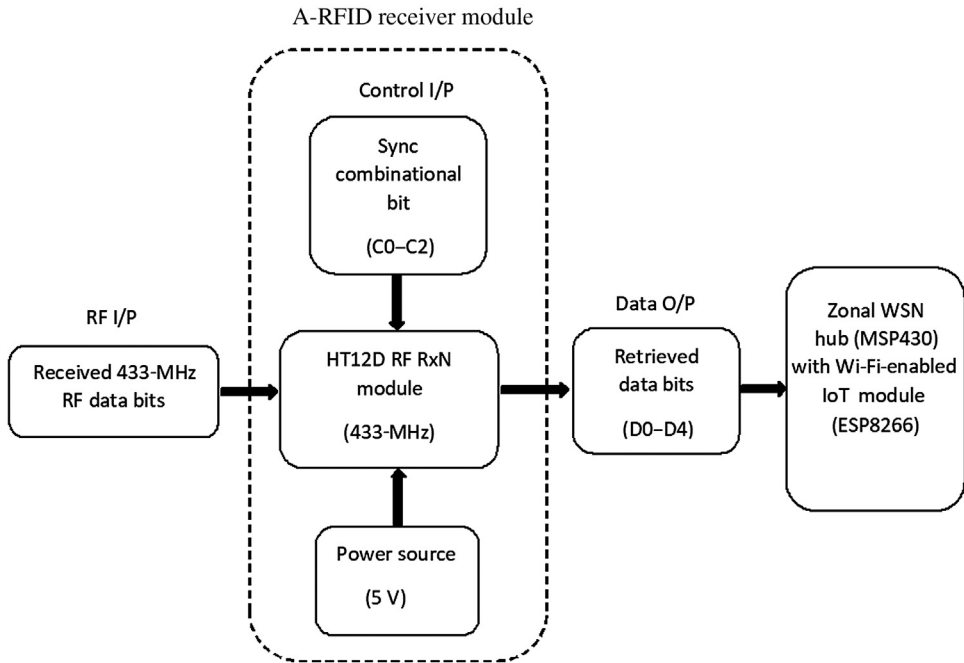 A-RFID receiver module
Control I/P
Sync
combinational
bit
(C0–C2)
RF I/P
Received 433-MHz
RF data bits
HT12D RF RxN
module
(433-MHz)
Power source
(5 V)
Data O/P
Retrieved
data bits
(D0–D4)
Zonal WSN
hub (MSP430)
with Wi-Fi-enabled
IoT module
(ESP8266)